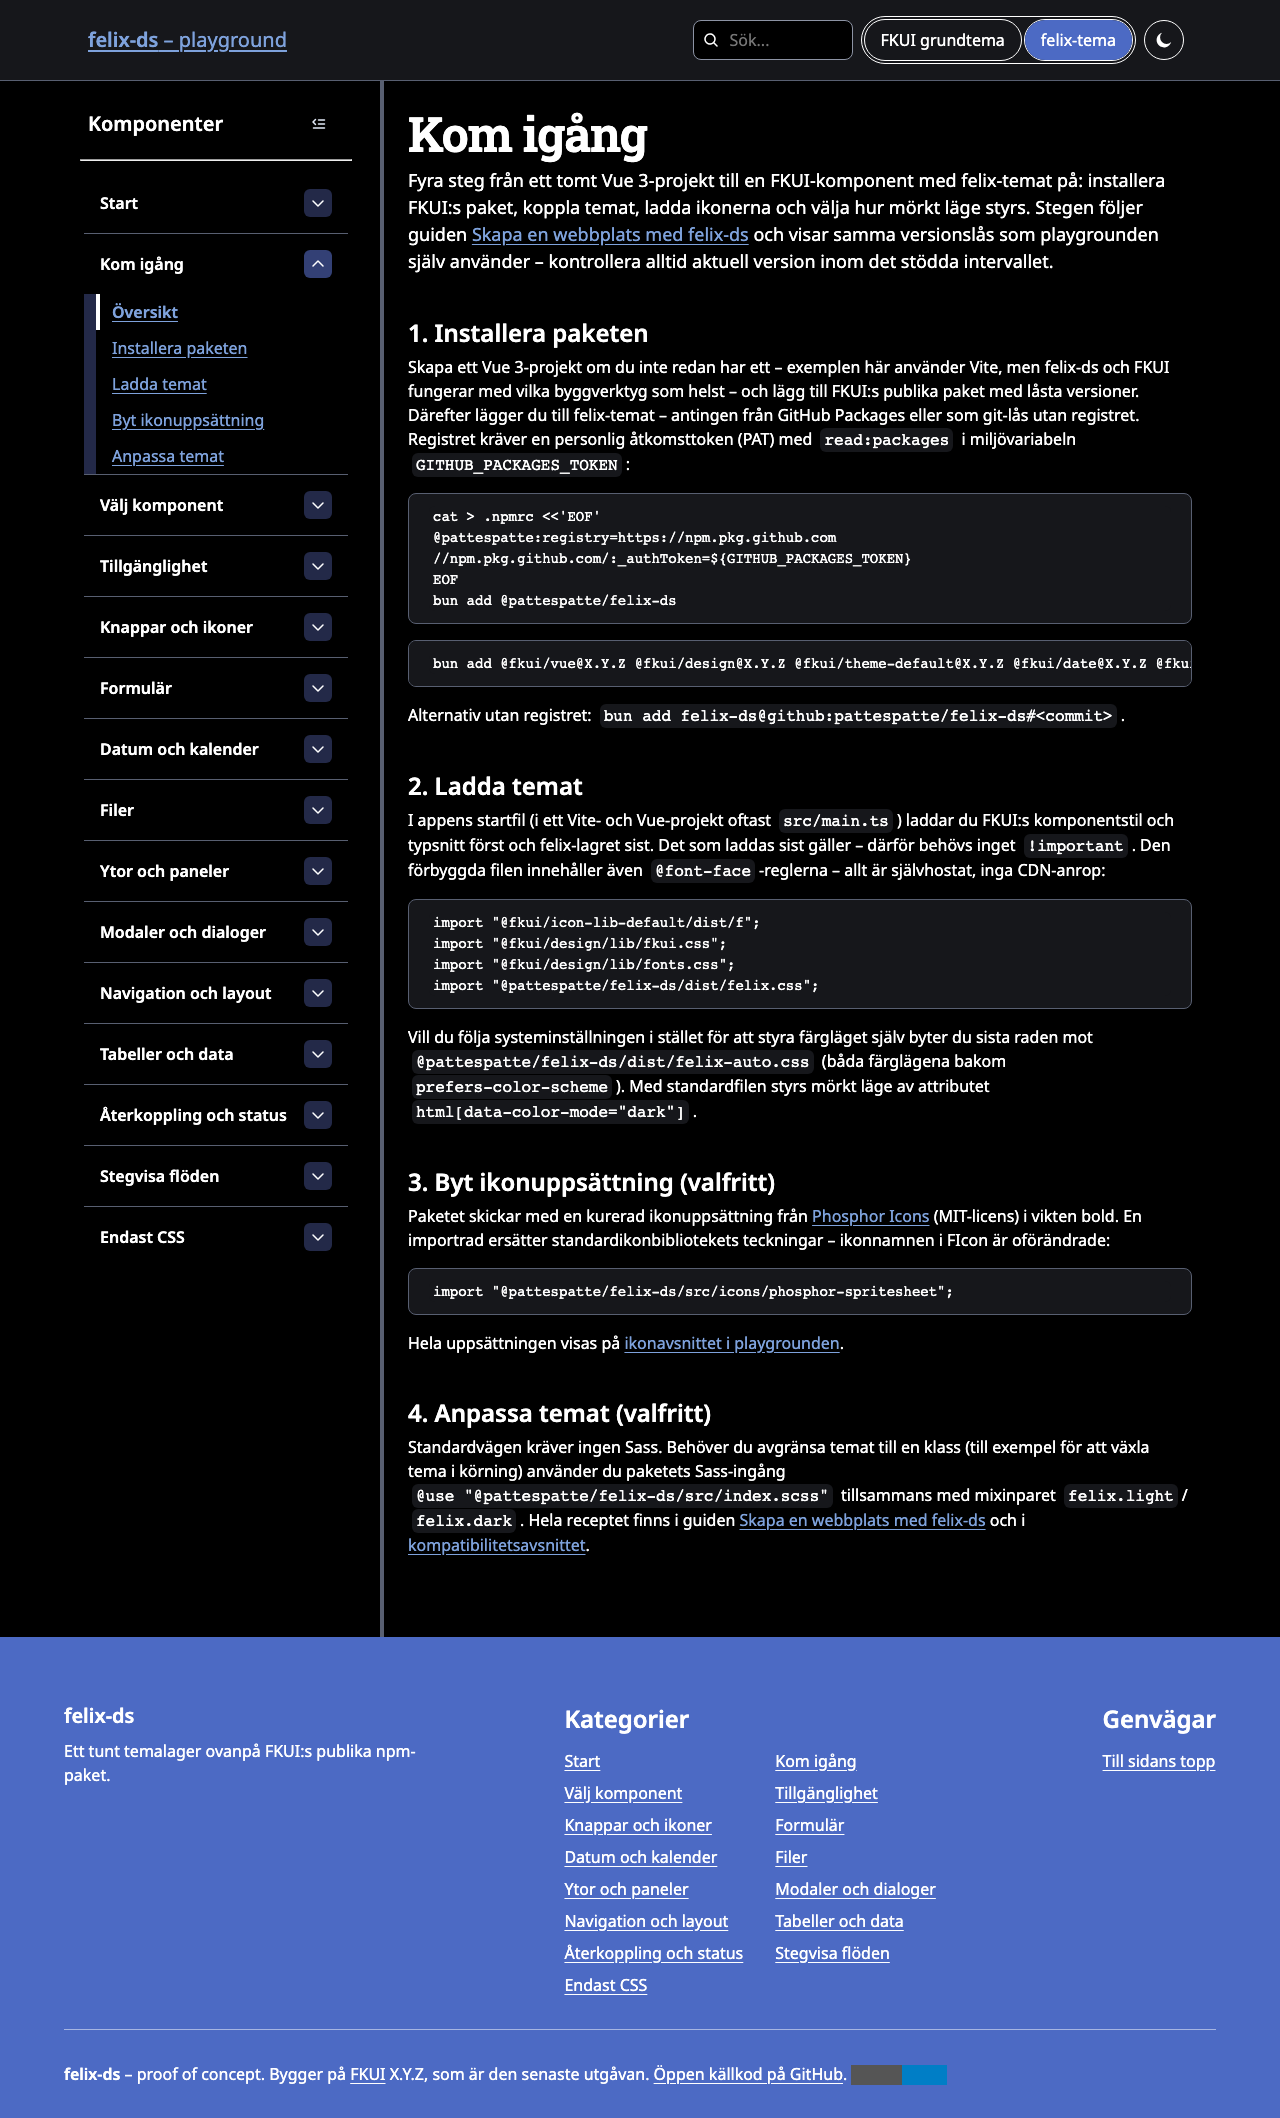 felix-ds – playground
Sök...
FKUI grundtema
felix-tema
Komponenter
Start
Kom igång
Översikt
Installera paketen
Ladda temat
Byt ikonuppsättning
Anpassa temat
Välj komponent
Tillgänglighet
Knappar och ikoner
Formulär
Datum och kalender
Filer
Ytor och paneler
Modaler och dialoger
Navigation och layout
Tabeller och data
Återkoppling och status
Stegvisa flöden
Endast CSS
Kom igång
Fyra steg från ett tomt Vue 3-projekt till en FKUI-komponent med felix-temat på: installera
FKUI:s paket, koppla temat, ladda ikonerna och välja hur mörkt läge styrs. Stegen följer
guiden Skapa en webbplats med felix-ds och visar samma versionslås som playgrounden
själv använder – kontrollera alltid aktuell version inom det stödda intervallet.
1. Installera paketen
Skapa ett Vue 3-projekt om du inte redan har ett – exemplen här använder Vite, men felix-ds och FKUI
fungerar med vilka byggverktyg som helst – och lägg till FKUI:s publika paket med låsta versioner.
Därefter lägger du till felix-temat – antingen från GitHub Packages eller som git-lås utan registret.
Registret kräver en personlig åtkomsttoken (PAT) med read:packages i miljövariabeln
GITHUB_PACKAGES_TOKEN :
cat > .npmrc <<'EOF'
@pattespatte:registry=https://npm.pkg.github.com
//npm.pkg.github.com/:_authToken=${GITHUB_PACKAGES_TOKEN}
EOF
bun add @pattespatte/felix-ds
bun add @fkui/vue@X.Y.Z @fkui/design@X.Y.Z @fkui/theme-default@X.Y.Z @fkui/date@X.Y.Z @fkui
Alternativ utan registret: bun add felix-ds@github:pattespatte/felix-ds#<commit> .
2. Ladda temat
I appens startfil (i ett Vite- och Vue-projekt oftast src/main.ts ) laddar du FKUI:s komponentstil och
typsnitt först och felix-lagret sist. Det som laddas sist gäller – därför behövs inget !important . Den
förbyggda filen innehåller även @font-face -reglerna – allt är självhostat, inga CDN-anrop:
import "@fkui/icon-lib-default/dist/f";
import "@fkui/design/lib/fkui.css";
import "@fkui/design/lib/fonts.css";
import "@pattespatte/felix-ds/dist/felix.css";
Vill du följa systeminställningen i stället för att styra färgläget själv byter du sista raden mot
@pattespatte/felix-ds/dist/felix-auto.css (båda färglägena bakom
prefers-color-scheme ). Med standardfilen styrs mörkt läge av attributet
html[data-color-mode="dark"] .
3. Byt ikonuppsättning (valfritt)
Paketet skickar med en kurerad ikonuppsättning från Phosphor Icons (MIT-licens) i vikten bold. En
importrad ersätter standardikonbibliotekets teckningar – ikonnamnen i FIcon är oförändrade:
import "@pattespatte/felix-ds/src/icons/phosphor-spritesheet";
Hela uppsättningen visas på ikonavsnittet i playgrounden.
4. Anpassa temat (valfritt)
Standardvägen kräver ingen Sass. Behöver du avgränsa temat till en klass (till exempel för att växla
tema i körning) använder du paketets Sass-ingång
@use "@pattespatte/felix-ds/src/index.scss" tillsammans med mixinparet felix.light /
felix.dark . Hela receptet finns i guiden Skapa en webbplats med felix-ds och i
kompatibilitetsavsnittet.
felix-ds
Ett tunt temalager ovanpå FKUI:s publika npm-
paket.
Kategorier
Start
Kom igång
Välj komponent
Tillgänglighet
Knappar och ikoner
Formulär
Datum och kalender
Filer
Ytor och paneler
Modaler och dialoger
Navigation och layout
Tabeller och data
Återkoppling och status
Stegvisa flöden
Endast CSS
Genvägar
Till sidans topp
felix-ds – proof of concept. Bygger på FKUI X.Y.Z, som är den senaste utgåvan. Öppen källkod på GitHub.